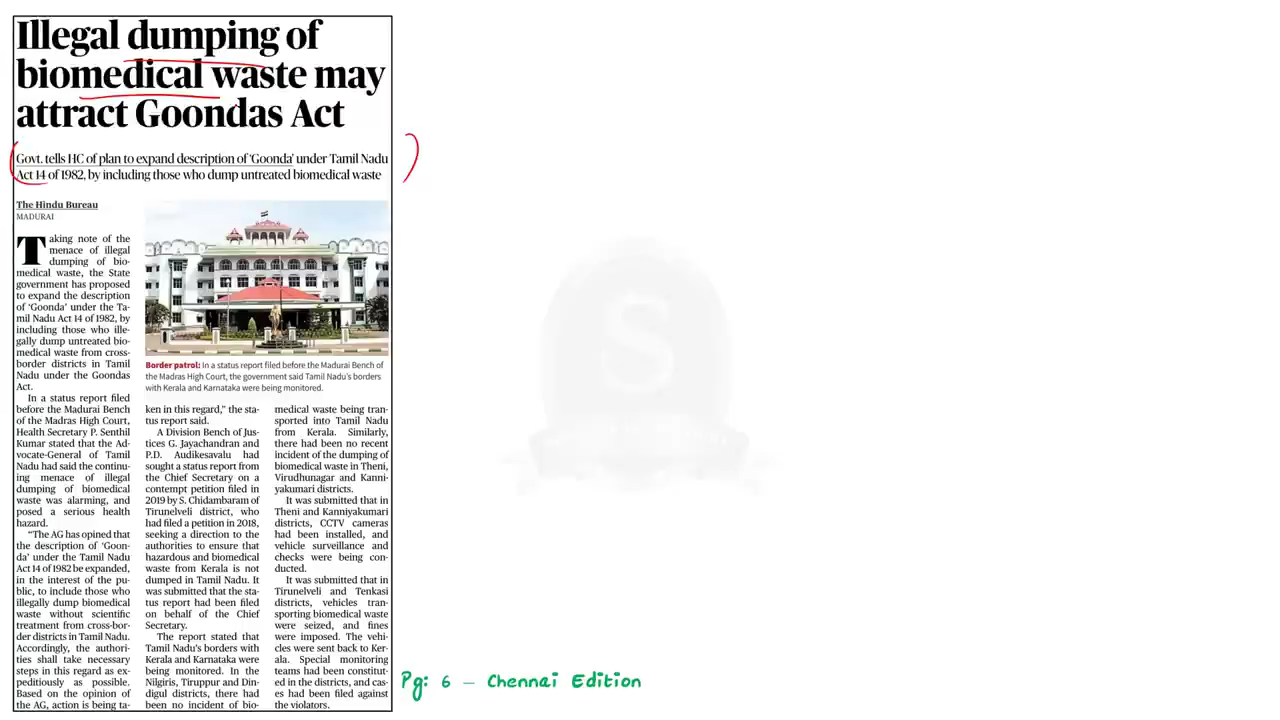 Illegal dumping of
biomedical waste may
attract Goondas Act
Govt. tells HC of plan to expand description of ‘Goonda’ under Tamil Nadu
Act 14 of 1982, by including those who dump untreated biomedical waste
The Hindu Bureau
MADURAI
Taking note of the
menace of illegal
dumping of bio-
medical waste, the State
government has proposed
to expand the description
of ‘Goonda’ under the Ta-
mil Nadu Act 14 of 1982, by
including those who ille-
gally dump untreated bio-
medical waste from cross-
border districts in Tamil
Nadu under the Goondas
Act.
In a status report filed
before the Madurai Bench
of the Madras High Court,
Health Secretary P. Senthil
Kumar stated that the Ad-
vocate-General of Tamil
Nadu had said the continu-
ing menace of illegal
dumping of biomedical
waste was alarming, and
posed a serious health
hazard.
“The AG has opined that
the description of ‘Goon-
da’ under the Tamil Nadu
Act 14 of 1982 be expanded,
in the interest of the pu-
blic, to include those who
illegally dump biomedical
waste without scientific
treatment from cross-bor-
der districts in Tamil Nadu.
Accordingly, the authori-
ties shall take necessary
steps in this regard as ex-
peditiously as possible.
Based on the opinion of
the AG, action is being ta-
Border patrol: In a status report filed before the Madurai Bench of
the Madras High Court, the government said Tamil Nadu’s borders
with Kerala and Karnataka were being monitored.
ken in this regard,” the sta-
tus report said.
A Division Bench of Jus-
tices G. Jayachandran and
P.D. Audikesavalu had
sought a status report from
the Chief Secretary on a
contempt petition filed in
2019 by S. Chidambaram of
Tirunelveli district, who
had filed a petition in 2018,
seeking a direction to the
authorities to ensure that
hazardous and biomedical
waste from Kerala is not
dumped in Tamil Nadu. It
was submitted that the sta-
tus report had been filed
on behalf of the Chief
Secretary.
The report stated that
Tamil Nadu’s borders with
Kerala and Karnataka were
being monitored. In the
Nilgiris, Tiruppur and Din-
digul districts, there had
been no incident of bio-
medical waste being tran-
sported into Tamil Nadu
from Kerala. Similarly,
there had been no recent
incident of the dumping of
biomedical waste in Theni,
Virudhunagar and Kanni-
yakumari districts.
It was submitted that in
Theni and Kanniyakumari
districts, CCTV cameras
had been installed, and
vehicle surveillance and
checks were being con-
ducted.
It was submitted that in
Tirunelveli and Tenkasi
districts, vehicles tran-
sporting biomedical waste
were seized, and fines
were imposed. The vehi-
cles were sent back to Ker-
ala. Special monitoring
teams had been constitut-
ed in the districts, and cas-
es had been filed against
the violators.
Pg: 6 – Chennai Edition
S